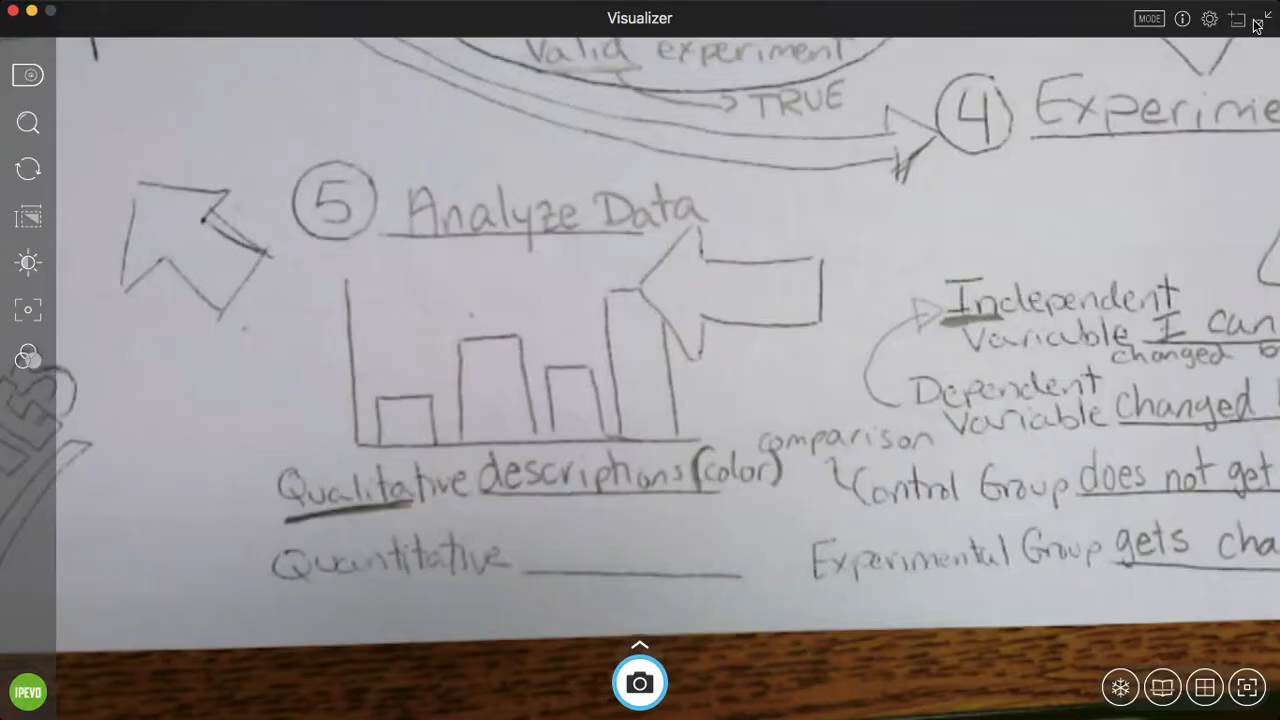 Visualizer
MODE
Valid experiment
TRUE
4 Experime
5 Analyze Data
Independent
Variable I can
changed
Dependent
Variable changed
Qualitative descriptions (color)
comparison
Control Group does not get
Quantitative
Experimental Group gets cha
IPEVO